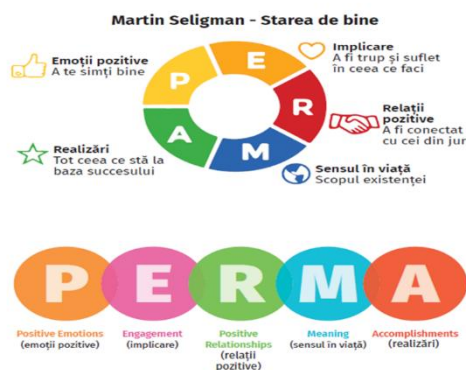 Martin Seligman - Starea de bine
Emoții pozitive
A te simți bine
Implicare
A fi trup și suflet
în ceea ce faci
P
E
R
M
A
Relații
pozitive
A fi conectat
cu cei din jur
Realizări
Tot ceea ce stă la
baza succesului
Sensul în viață
Scopul existenței
P E R M A
Positive Emotions
(emoții pozitive)
Engagement
(implicare)
Positive
Relationships
(relații
pozitive)
Meaning
(sensul în viață)
Accomplishments
(realizări)